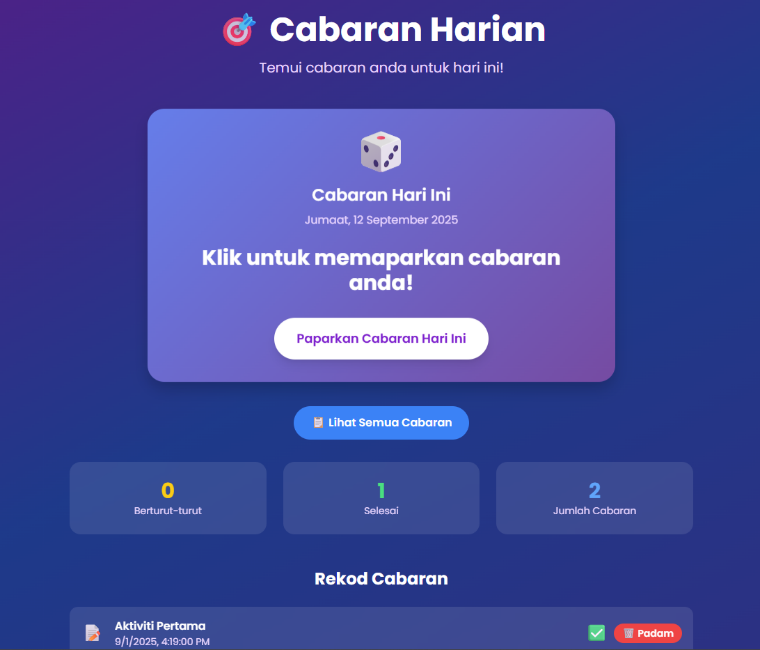 Cabaran Harian
Temui cabaran anda untuk hari ini!
Cabaran Hari Ini
Jumaat, 12 September 2025
Klik untuk memaparkan cabaran
anda!
Paparkan Cabaran Hari Ini
Lihat Semua Cabaran
0
Berturut-turut
1
Selesai
2
Jumlah Cabaran
Rekod Cabaran
Aktiviti Pertama
9/1/2025, 4:19:00 PM
Padam